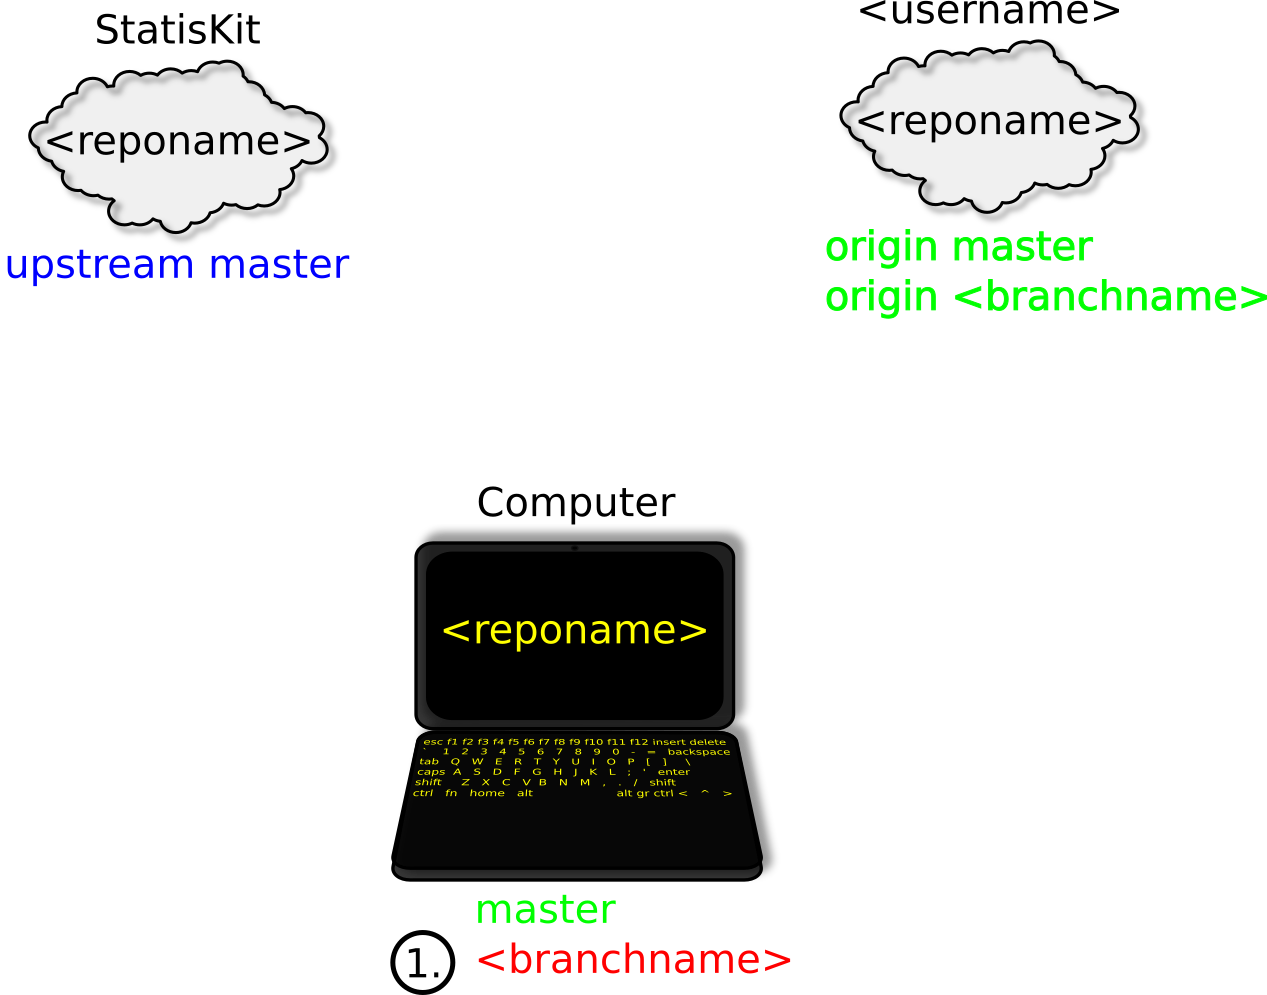 StatisKit
<username>
<reponame>
<reponame>
upstream master
origin master
origin <branchname>
Computer
<reponame>
esc f1 f2 f3 f4 f5 f6 f7 f8 f9 f10 f11 f12 insert delete
` 1 2 3 4 5 6 7 8 9 0 - = backspace
tab Q W E R T Y U I O P [ ] \
caps A S D F G H J K L ; ' enter
shift Z X C V B N M , . / shift
ctrl fn home alt alt gr ctrl < ^ >
master
1. <branchname>